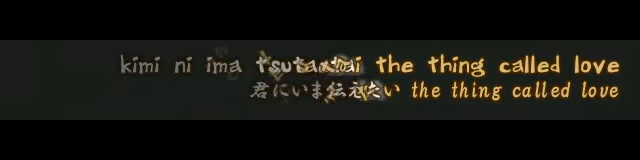 kimi ni ima tsutaetai the thing called love
君にいま伝えたい the thing called love